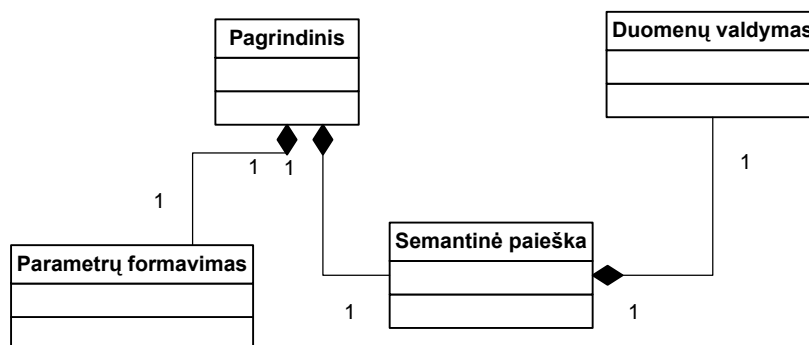 Pagrindinis
Duomenų valdymas
1
1
1
1
Parametrų formavimas
Semantinė paieška
1
1